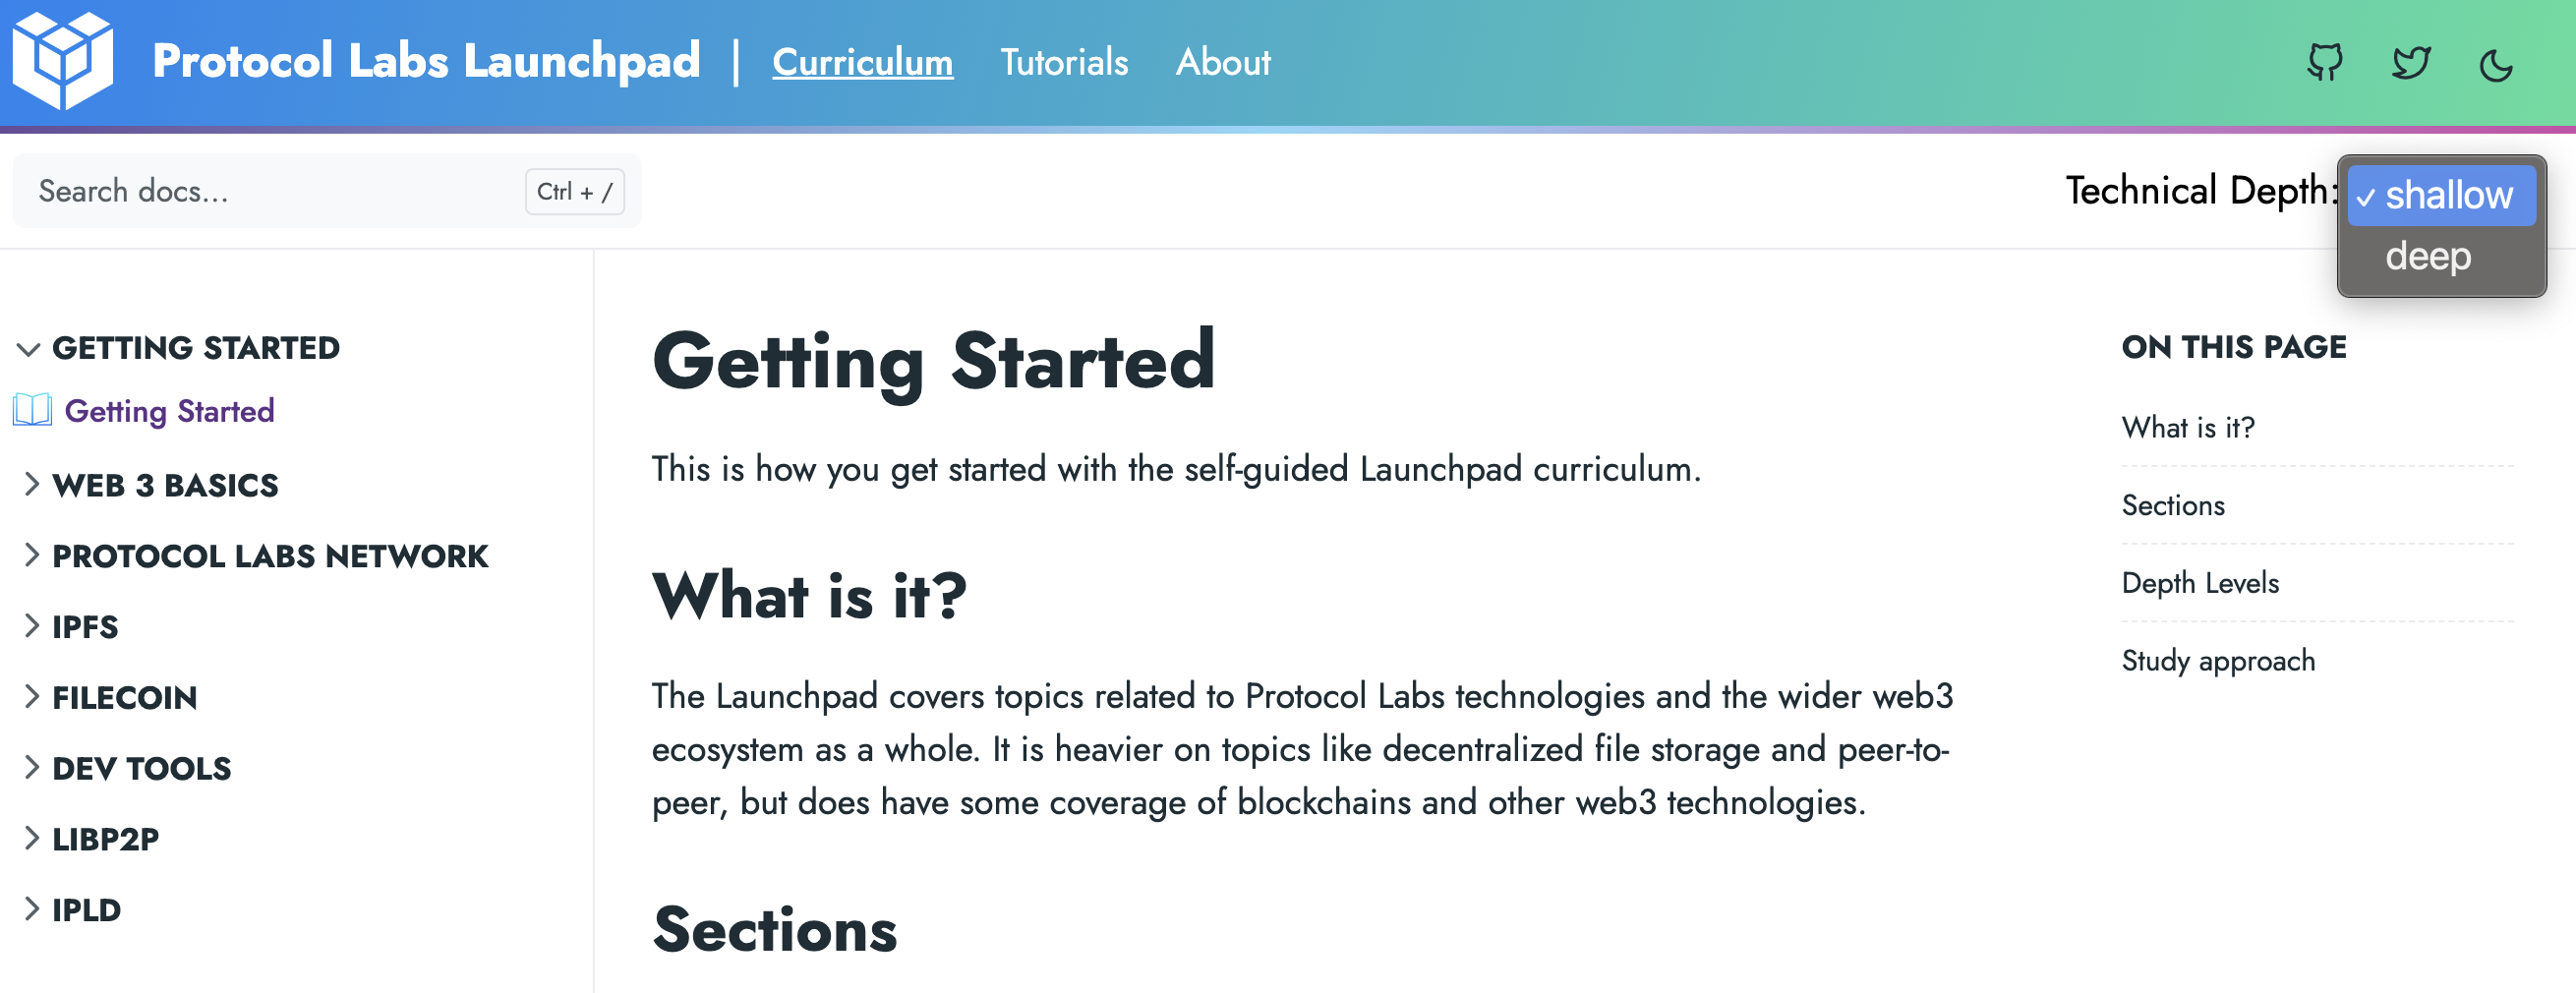 Protocol Labs Launchpad | Curriculum Tutorials About
Search docs... Ctrl + /
Technical Depth: ✓ shallow
deep
GETTING STARTED
Getting Started
WEB 3 BASICS
PROTOCOL LABS NETWORK
IPFS
FILECOIN
DEV TOOLS
LIBP2P
IPLD
Getting Started
This is how you get started with the self-guided Launchpad curriculum.
What is it?
The Launchpad covers topics related to Protocol Labs technologies and the wider web3
ecosystem as a whole. It is heavier on topics like decentralized file storage and peer-to-
peer, but does have some coverage of blockchains and other web3 technologies.
Sections
ON THIS PAGE
What is it?
Sections
Depth Levels
Study approach